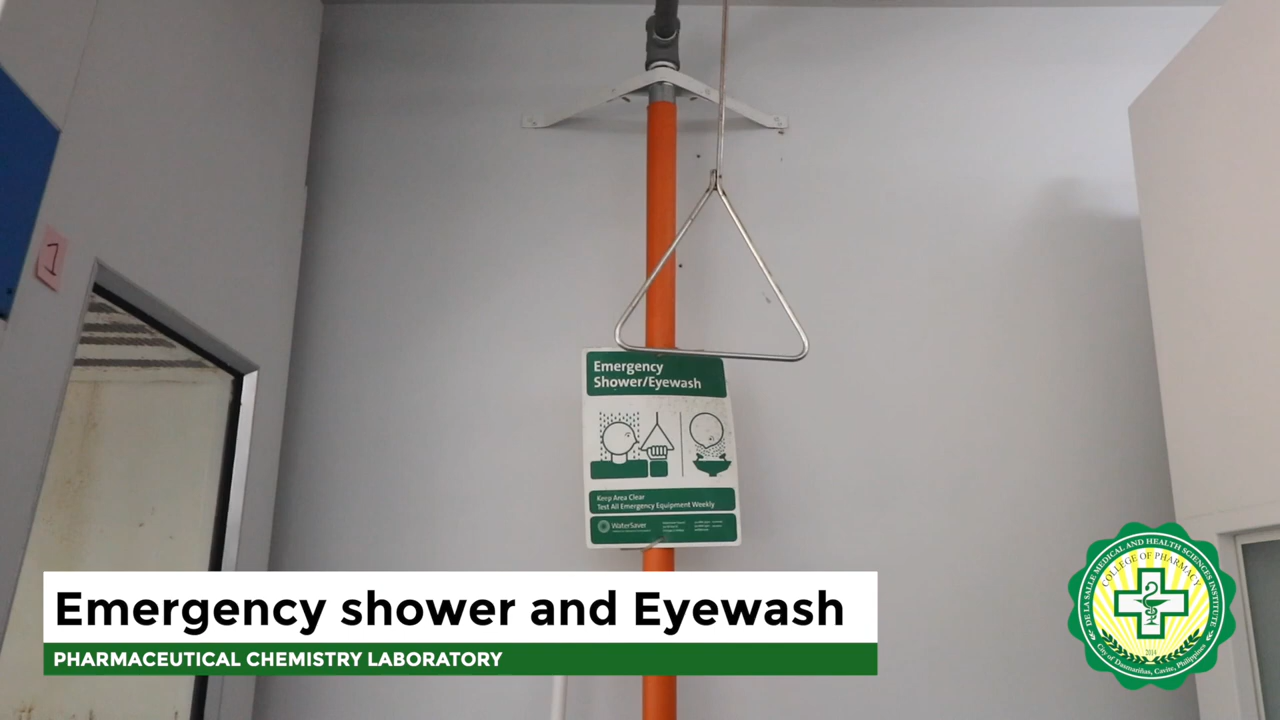 1
Emergency
Shower/Eyewash
Keep Area Clear
Test All Emergency Equipment Weekly
WaterSaver
Emergency shower and Eyewash
PHARMACEUTICAL CHEMISTRY LABORATORY
DE LA SALLE MEDICAL AND HEALTH SCIENCES INSTITUTE
COLLEGE OF PHARMACY
2014
City of Dasmariñas, Cavite, Philippines